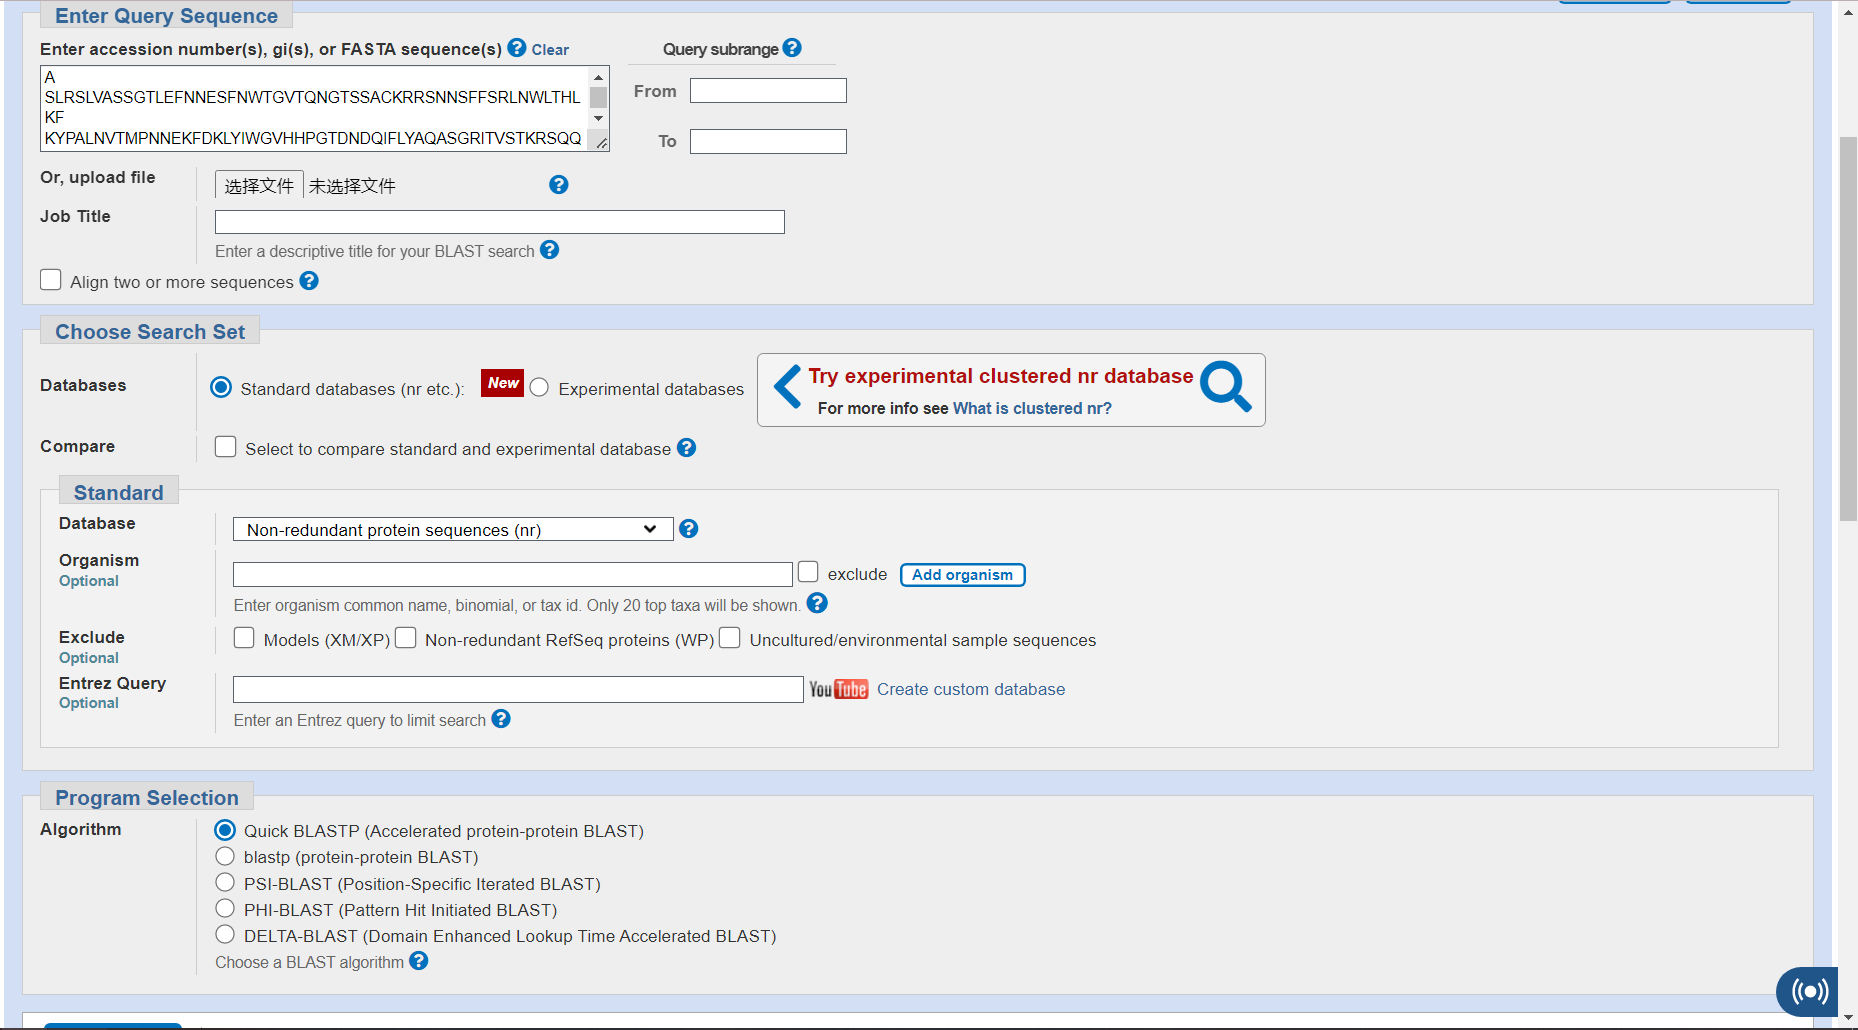 Enter Query Sequence
Enter accession number(s), gi(s), or FASTA sequence(s) ? Clear
Query subrange ?
A
SLRSLVASSGTLEFNNESFNWTGVTQNGTSSACKRRSNNSFFSRLNWLTHL
KF
KYPALNVTMPNNEKFDKLYIWGVHHPGTDNDQIFLYAQASGRITVSTKRSQQ
From
To
Or, upload file
选择文件 未选择文件 ?
Job Title
Enter a descriptive title for your BLAST search ?
Align two or more sequences ?
Choose Search Set
Databases
Standard databases (nr etc.): New Experimental databases
Try experimental clustered nr database
For more info see What is clustered nr?
Compare
Select to compare standard and experimental database ?
Standard
Database
Non-redundant protein sequences (nr) ?
Organism
Optional
exclude Add organism
Enter organism common name, binomial, or tax id. Only 20 top taxa will be shown. ?
Exclude
Optional
Models (XM/XP) Non-redundant RefSeq proteins (WP) Uncultured/environmental sample sequences
Entrez Query
Optional
YouTube Create custom database
Enter an Entrez query to limit search ?
Program Selection
Algorithm
Quick BLASTP (Accelerated protein-protein BLAST)
blastp (protein-protein BLAST)
PSI-BLAST (Position-Specific Iterated BLAST)
PHI-BLAST (Pattern Hit Initiated BLAST)
DELTA-BLAST (Domain Enhanced Lookup Time Accelerated BLAST)
Choose a BLAST algorithm ?